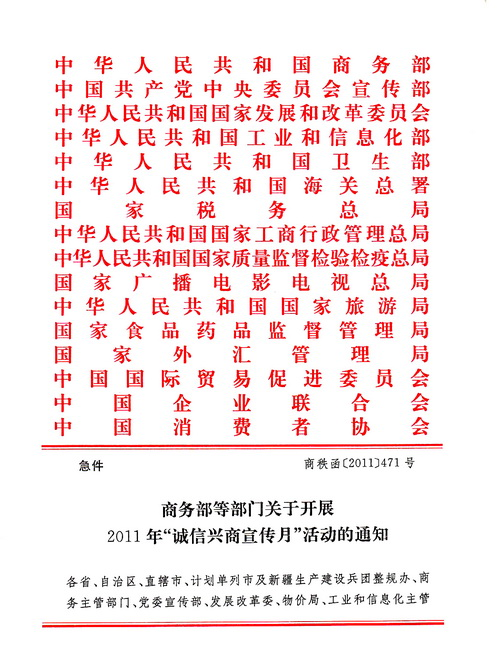 中华人民共和国商务部
中国共产党中央委员会宣传部
中华人民共和国国家发展和改革委员会
中华人民共和国工业和信息化部
中华人民共和国卫生部
中华人民共和国海关总署
国家税务总局
中华人民共和国国家工商行政管理总局
中华人民共和国国家质量监督检验检疫总局
国家广播电影电视总局
中华人民共和国国家旅游局
国家食品药品监督管理局
国家外汇管理局
中国国际贸易促进委员会
中国企业联合会
中国消费者协会
急件 商秩函〔2011〕471号
商务部等部门关于开展
2011年“诚信兴商宣传月”活动的通知
各省、自治区、直辖市、计划单列市及新疆生产建设兵团整规办、商
务主管部门、党委宣传部、发展改革委、物价局、工业和信息化主管